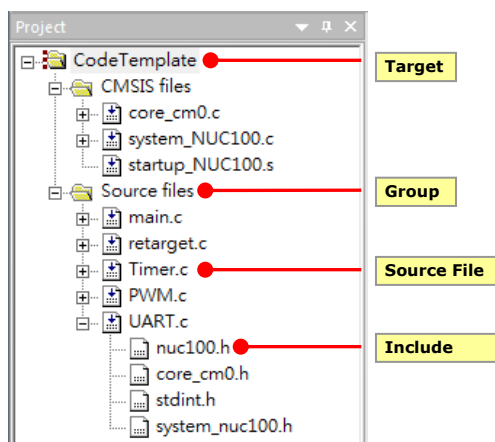 Project
CodeTemplate
Target
CMSIS files
core_cm0.c
system_NUC100.c
startup_NUC100.s
Source files
Group
main.c
retarget.c
Timer.c
Source File
PWM.c
UART.c
nuc100.h
Include
core_cm0.h
stdint.h
system_nuc100.h